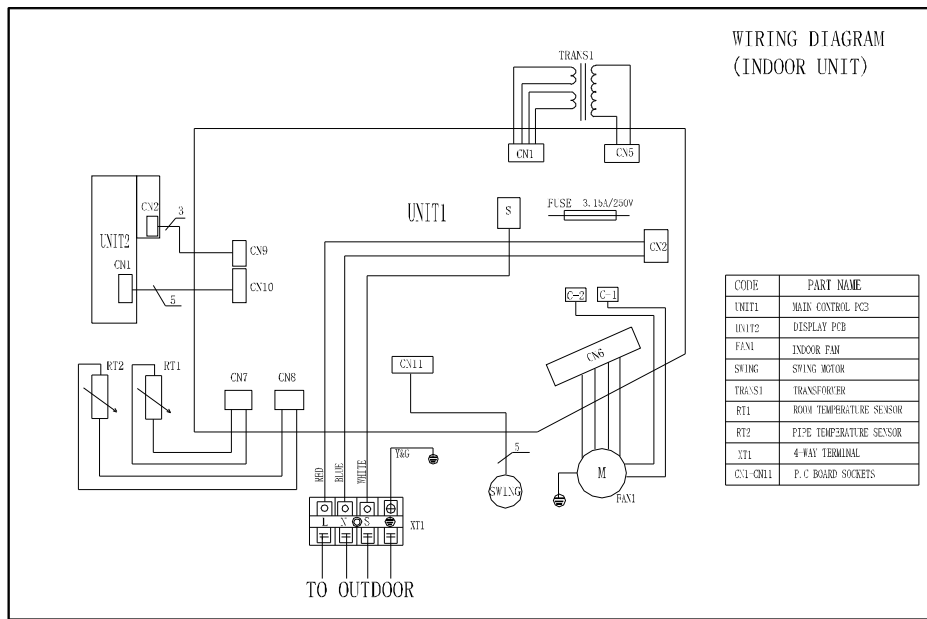 WIRING DIAGRAM
(INDOOR UNIT)
TRANS1
CN1
CN5
FUSE 3.15A/250V
S
UNIT1
CN2
CN2
3
UNIT2
CN9
CN1
CN10
5
C-2
C-1
CN6
CN11
RT2
RT1
CN7
CN8
RED
BLUE
WHITE
Y&G
5
SWING
M
FAN1
L N S
XT1
TO OUTDOOR
CODE PART NAME
UNIT1 MAIN CONTROL PCB
UNIT2 DISPLAY PCB
FAN1 INDOOR FAN
SWING SWING MOTOR
TRANS1 TRANSFORMER
RT1 ROOM TEMPERATURE SENSOR
RT2 PIPE TEMPERATURE SENSOR
XT1 4-WAY TERMINAL
CN1-CN11 P.C BOARD SOCKETS